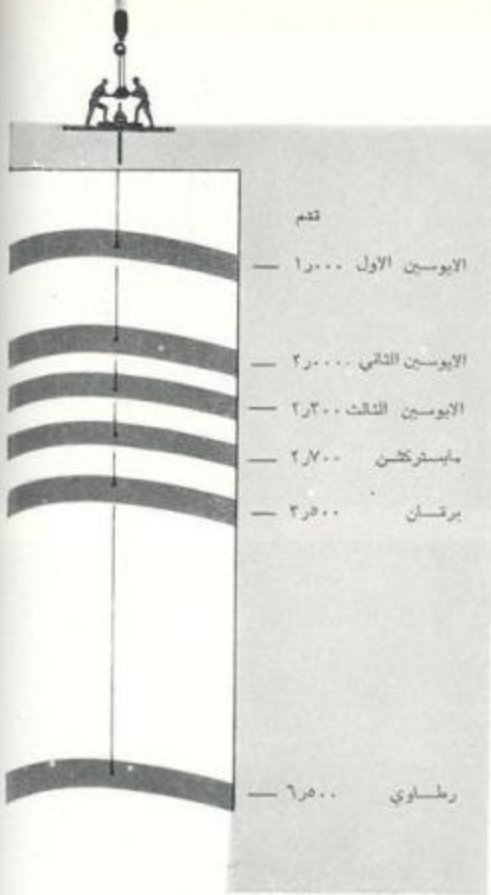 قدم
الايوسين الاول ١٫٠٠٠
الايوسين الثاني ٢٫٠٠٠
الايوسين الثالث ٢٫٣٠٠
مايستركشن ٢٫٧٠٠
برقان ٣٫٥٠٠
رطاوي ٦٫٥٠٠